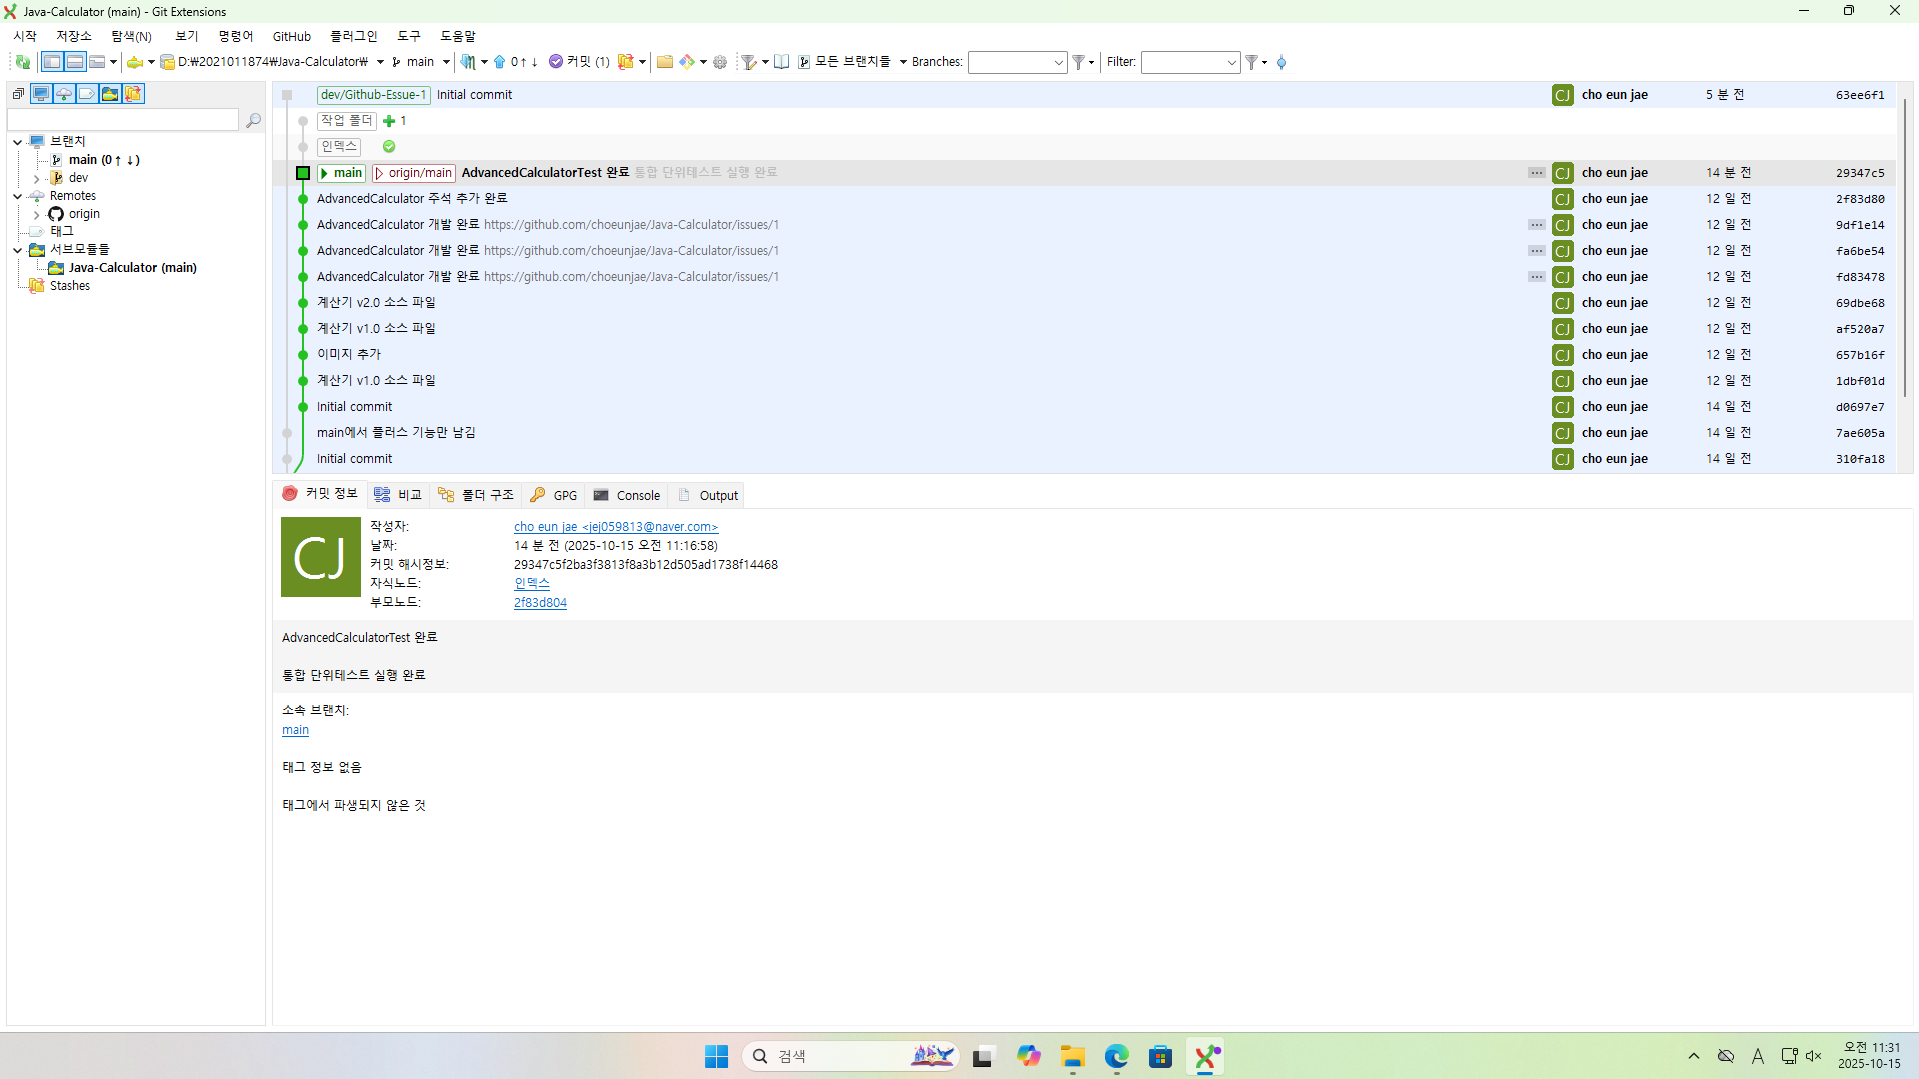 Java-Calculator (main) - Git Extensions
시작 저장소 탐색(N) 보기 명령어 GitHub 플러그인 도구 도움말
D:₩2021011874₩Java-Calculator₩ main 0↑ ↓ 커밋 (1) 모든 브랜치들 Branches: Filter:
브랜치
main (0↑ ↓)
dev
Remotes
origin
태그
서브모듈들
Java-Calculator (main)
Stashes
dev/Github-Essue-1 Initial commit CJ cho eun jae 5 분 전 63ee6f1
작업 폴더 1
인덱스
main origin/main AdvancedCalculatorTest 완료 통합 단위테스트 실행 완료 ... CJ cho eun jae 14 분 전 29347c5
AdvancedCalculator 주석 추가 완료 CJ cho eun jae 12 일 전 2f83d80
AdvancedCalculator 개발 완료 https://github.com/choeunjae/Java-Calculator/issues/1 ... CJ cho eun jae 12 일 전 9df1e14
AdvancedCalculator 개발 완료 https://github.com/choeunjae/Java-Calculator/issues/1 ... CJ cho eun jae 12 일 전 fa6be54
AdvancedCalculator 개발 완료 https://github.com/choeunjae/Java-Calculator/issues/1 ... CJ cho eun jae 12 일 전 fd83478
계산기 v2.0 소스 파일 CJ cho eun jae 12 일 전 69dbe68
계산기 v1.0 소스 파일 CJ cho eun jae 12 일 전 af520a7
이미지 추가 CJ cho eun jae 12 일 전 657b16f
계산기 v1.0 소스 파일 CJ cho eun jae 12 일 전 1dbf01d
Initial commit CJ cho eun jae 14 일 전 d0697e7
main에서 플러스 기능만 남김 CJ cho eun jae 14 일 전 7ae605a
Initial commit CJ cho eun jae 14 일 전 310fa18
커밋 정보 비교 폴더 구조 GPG Console Output
CJ
작성자: cho eun jae <jej059813@naver.com>
날짜: 14 분 전 (2025-10-15 오전 11:16:58)
커밋 해시정보: 29347c5f2ba3f3813f8a3b12d505ad1738f14468
자식노드: 인덱스
부모노드: 2f83d804
AdvancedCalculatorTest 완료
통합 단위테스트 실행 완료
소속 브랜치:
main
태그 정보 없음
태그에서 파생되지 않은 것
검색
A
오전 11:31
2025-10-15